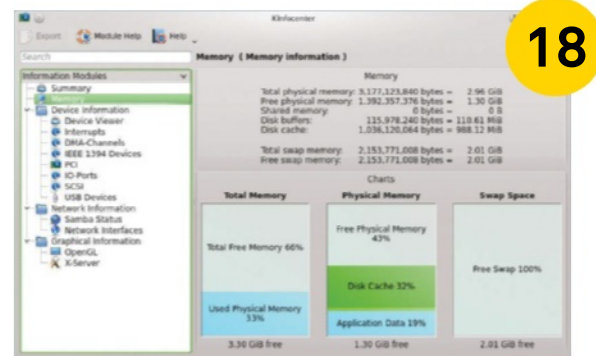 KInfocenter
18
Export Module Help Help
Search
Memory ( Memory information )
Information Modules
Summary
Memory
Device Information
Device Viewer
Interrupts
DMA-Channels
IEEE 1394 Devices
PCI
IO-Ports
SCSI
USB Devices
Network Information
Samba Status
Network Interfaces
Graphical Information
OpenGL
X-Server
Memory
Total physical memory: 3,177,123,840 bytes = 2.96 GiB
Free physical memory: 1,392,357,376 bytes = 1.30 GiB
Shared memory: 0 bytes = 0 B
Disk buffers: 115,978,240 bytes = 110.61 MiB
Disk cache: 1,036,120,064 bytes = 988.12 MiB
Total swap memory: 2,153,771,008 bytes = 2.01 GiB
Free swap memory: 2,153,771,008 bytes = 2.01 GiB
Charts
Total Memory Physical Memory Swap Space
Total Free Memory 66%
Used Physical Memory
33%
3.30 GiB free
Free Physical Memory
43%
Disk Cache 32%
Application Data 19%
1.30 GiB free
Free Swap 100%
2.01 GiB free